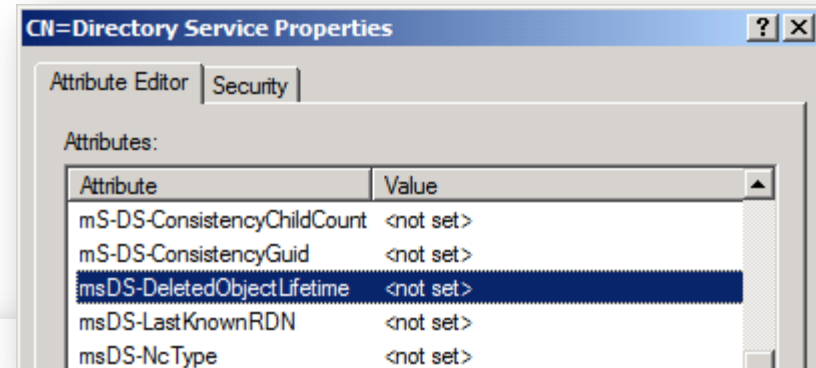 CN=Directory Service Properties ? X
Attribute Editor Security
Attributes:
Attribute Value
mS-DS-ConsistencyChildCount <not set>
mS-DS-ConsistencyGuid <not set>
msDS-DeletedObjectLifetime <not set>
msDS-LastKnownRDN <not set>
msDS-NcType <not set>